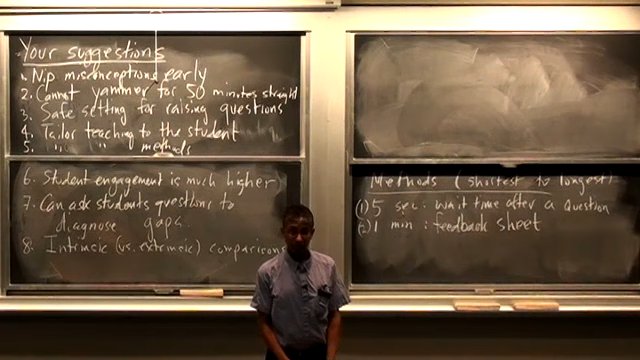 Your suggestions
1. Nip misconceptions early
2. Cannot yammer for 50 minutes straight
3. Safe setting for raising questions
4. Tailor teaching to the student
5. " " " methods
6. Student engagement is much higher
7. Can ask students questions to
diagnose gaps.
8. Intrinsic (vs. extrinsic) comparisons
Methods (shortest to longest)
(1) 5 sec: wait time after a question
(2) 1 min: feedback sheet